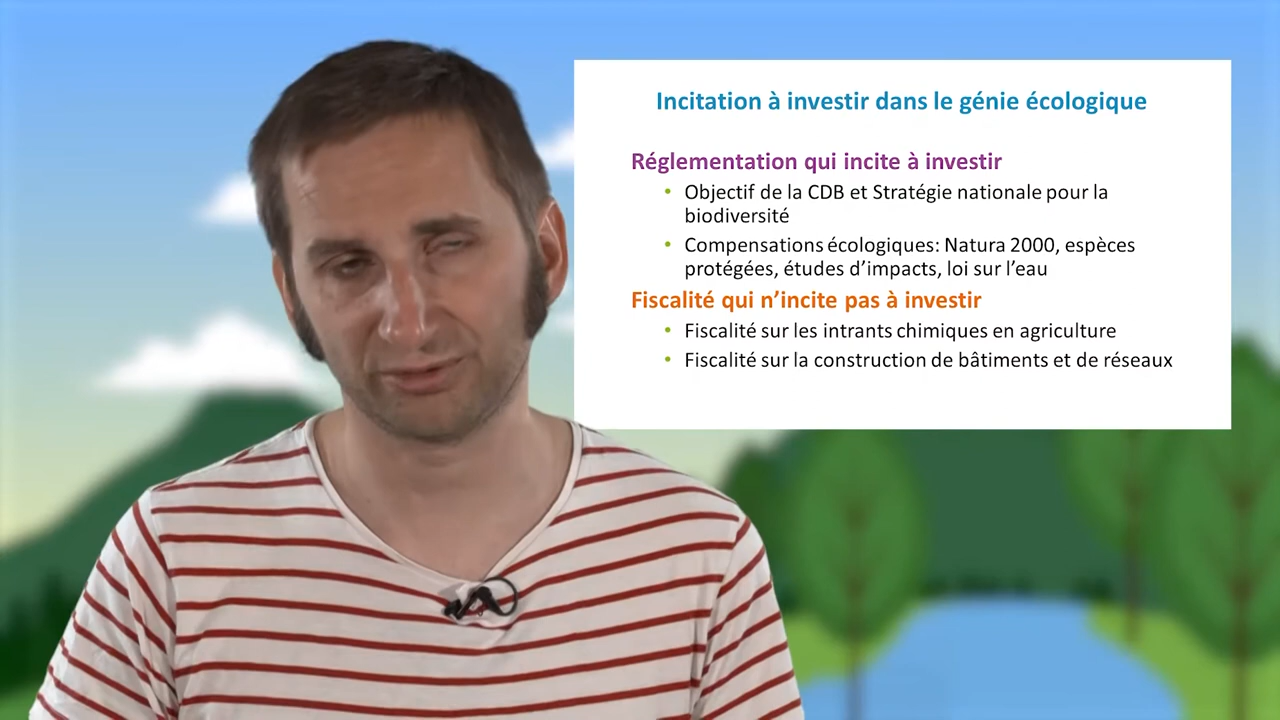 Incitation à investir dans le génie écologique
Réglementation qui incite à investir
• Objectif de la CDB et Stratégie nationale pour la
biodiversité
• Compensations écologiques: Natura 2000, espèces
protégées, études d’impacts, loi sur l’eau
Fiscalité qui n’incite pas à investir
• Fiscalité sur les intrants chimiques en agriculture
• Fiscalité sur la construction de bâtiments et de réseaux